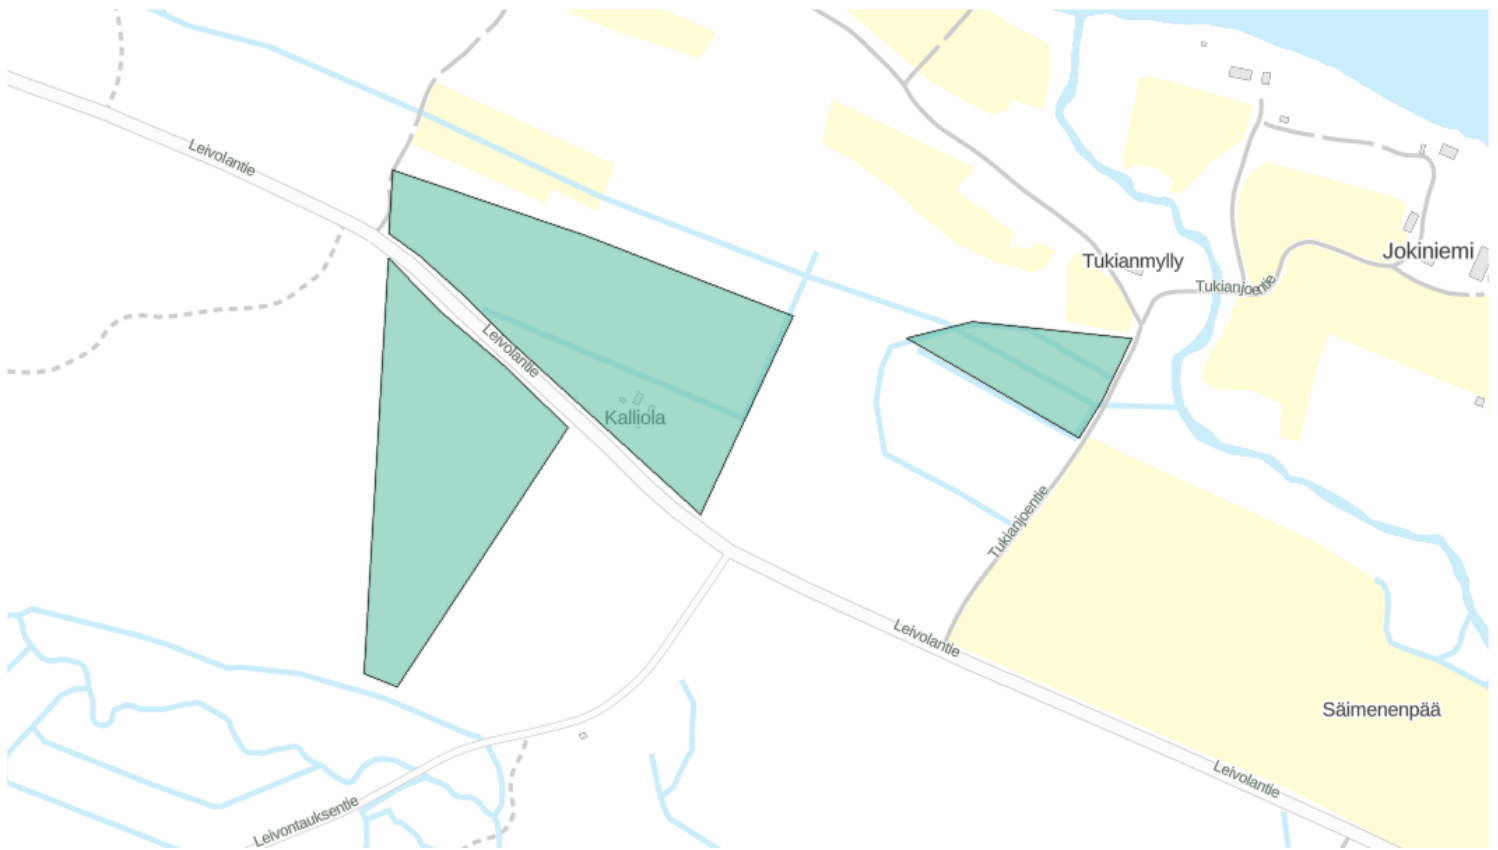 Leivolantie
Tukianmylly
Jokiniemi
Tukianjoentie
Leivolantie
Kalliola
Tukianjoentie
Leivolantie
Säimenenpää
Leivolantie
Leivontauksentie